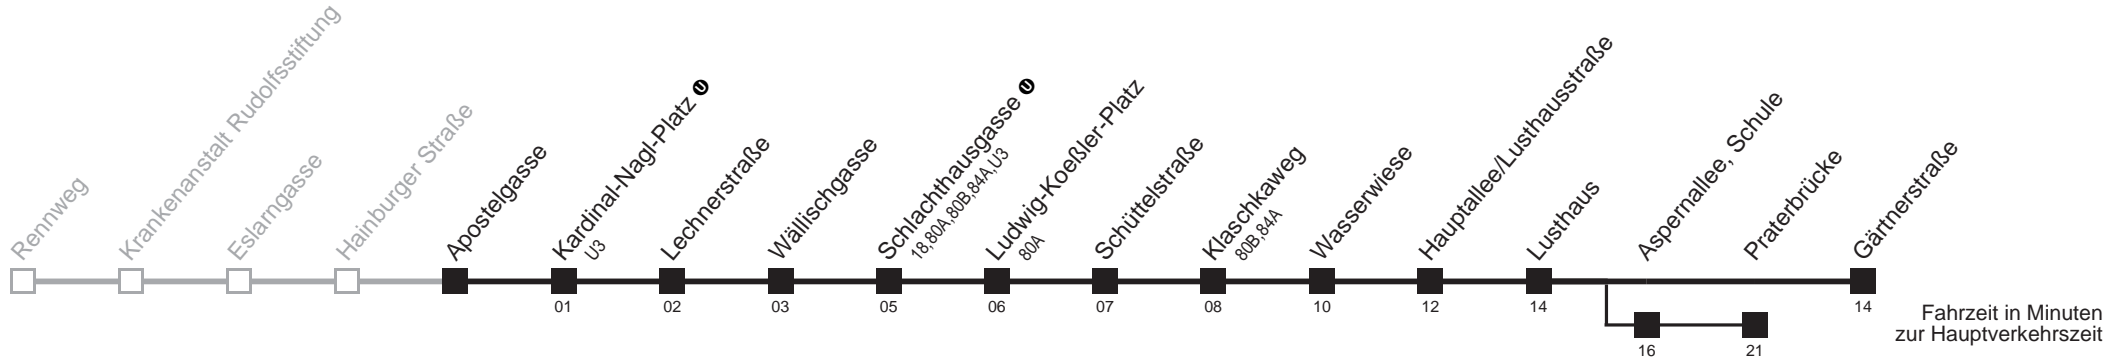 Rennweg
Krankenanstalt Rudolfsstiftung
Eslarngasse
Hainburger Straße
Apostelgasse
Kardinal-Nagl-Platz U
U3
01
Lechnerstraße
02
Wällischgasse
03
Schlachthausgasse U
18,80A,80B,84A,U3
05
Ludwig-Koeßler-Platz
80A
06
Schüttelstraße
07
Klaschkaweg
80B,84A
08
Wasserwiese
10
Hauptallee/Lusthausstraße
12
Lusthaus
14
Aspernallee, Schule
16
Praterbrücke
21
Gärtnerstraße
14
Fahrzeit in Minuten
zur Hauptverkehrszeit